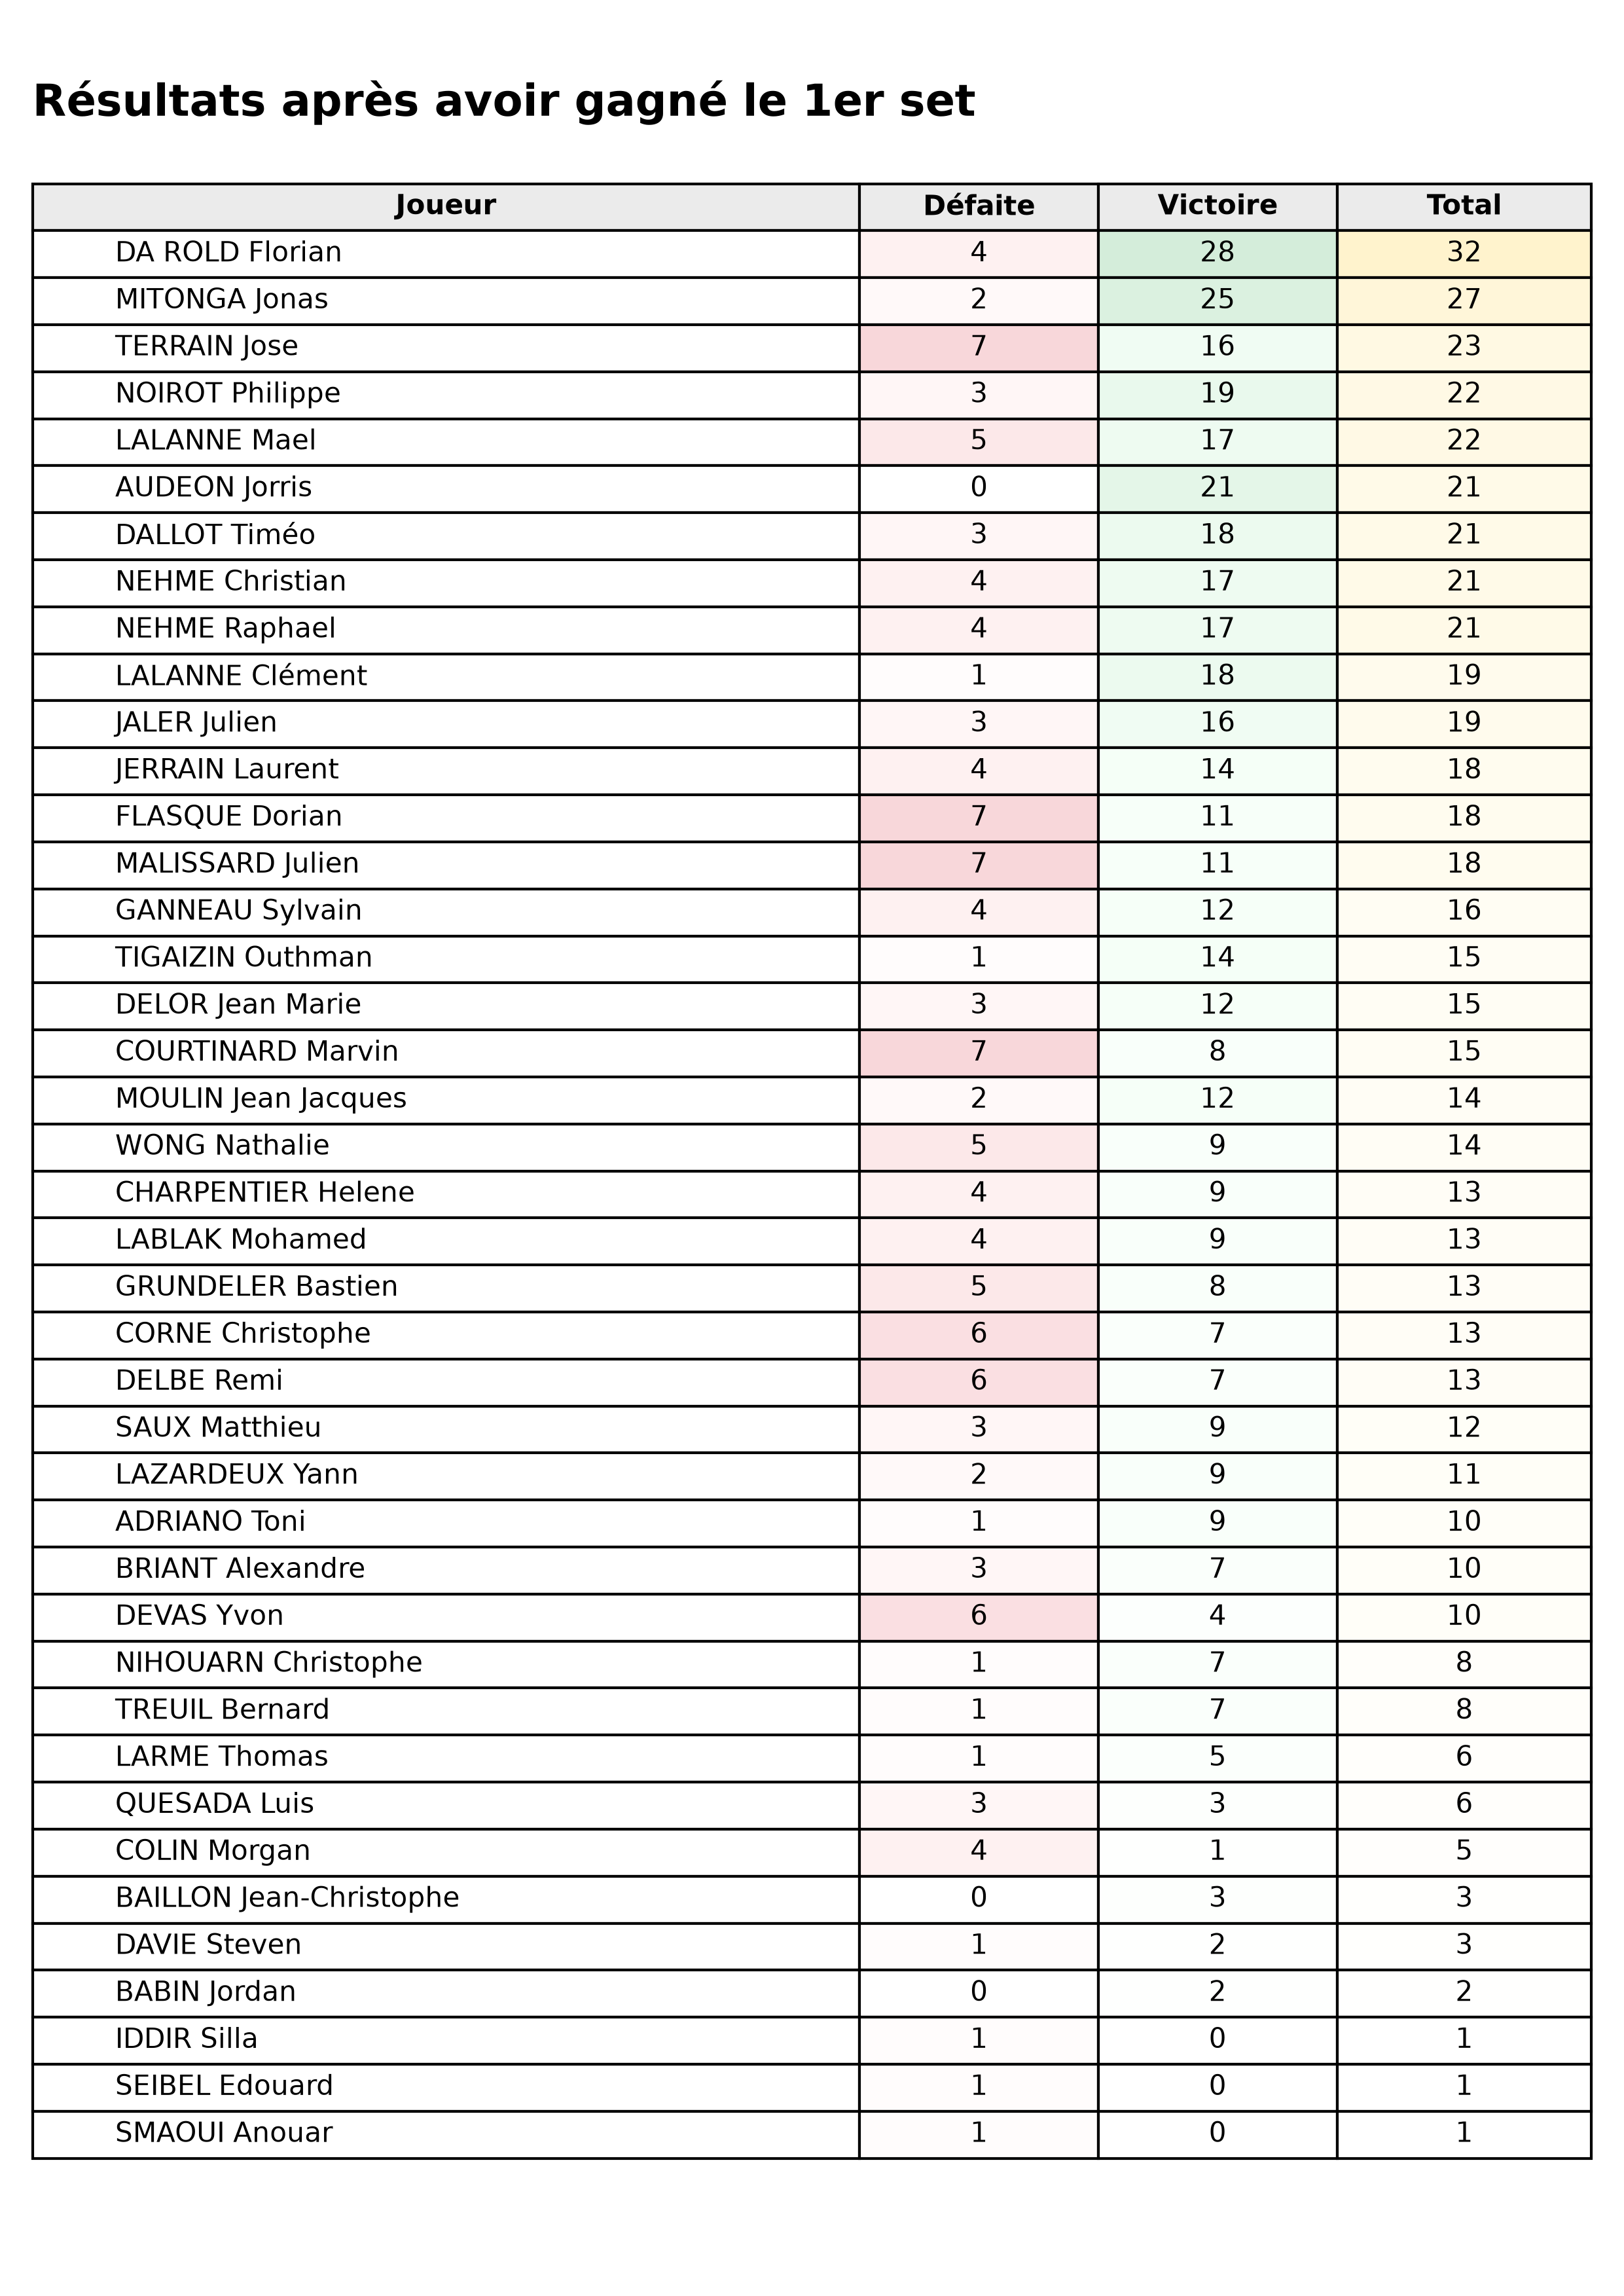 Résultats après avoir gagné le 1er set
Joueur Défaite Victoire Total
DA ROLD Florian 4 28 32
MITONGA Jonas 2 25 27
TERRAIN Jose 7 16 23
NOIROT Philippe 3 19 22
LALANNE Mael 5 17 22
AUDEON Jorris 0 21 21
DALLOT Timéo 3 18 21
NEHME Christian 4 17 21
NEHME Raphael 4 17 21
LALANNE Clément 1 18 19
JALER Julien 3 16 19
JERRAIN Laurent 4 14 18
FLASQUE Dorian 7 11 18
MALISSARD Julien 7 11 18
GANNEAU Sylvain 4 12 16
TIGAIZIN Outhman 1 14 15
DELOR Jean Marie 3 12 15
COURTINARD Marvin 7 8 15
MOULIN Jean Jacques 2 12 14
WONG Nathalie 5 9 14
CHARPENTIER Helene 4 9 13
LABLAK Mohamed 4 9 13
GRUNDELER Bastien 5 8 13
CORNE Christophe 6 7 13
DELBE Remi 6 7 13
SAUX Matthieu 3 9 12
LAZARDEUX Yann 2 9 11
ADRIANO Toni 1 9 10
BRIANT Alexandre 3 7 10
DEVAS Yvon 6 4 10
NIHOUARN Christophe 1 7 8
TREUIL Bernard 1 7 8
LARME Thomas 1 5 6
QUESADA Luis 3 3 6
COLIN Morgan 4 1 5
BAILLON Jean-Christophe 0 3 3
DAVIE Steven 1 2 3
BABIN Jordan 0 2 2
IDDIR Silla 1 0 1
SEIBEL Edouard 1 0 1
SMAOUI Anouar 1 0 1